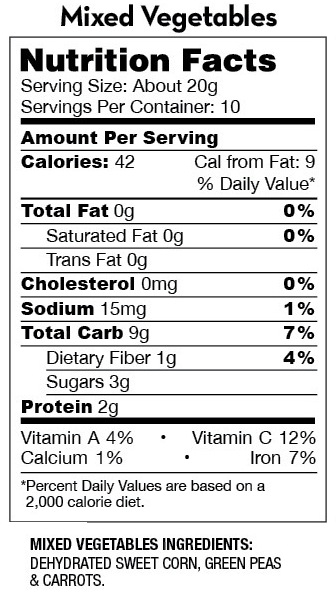 Mixed Vegetables
Nutrition Facts
Serving Size: About 20g
Servings Per Container: 10
Amount Per Serving
Calories: 42 Cal from Fat: 9
% Daily Value*
Total Fat 0g 0%
Saturated Fat 0g 0%
Trans Fat 0g
Cholesterol 0mg 0%
Sodium 15mg 1%
Total Carb 9g 7%
Dietary Fiber 1g 4%
Sugars 3g
Protein 2g
Vitamin A 4% • Vitamin C 12%
Calcium 1% • Iron 7%
*Percent Daily Values are based on a
2,000 calorie diet.
MIXED VEGETABLES INGREDIENTS:
DEHYDRATED SWEET CORN, GREEN PEAS
& CARROTS.